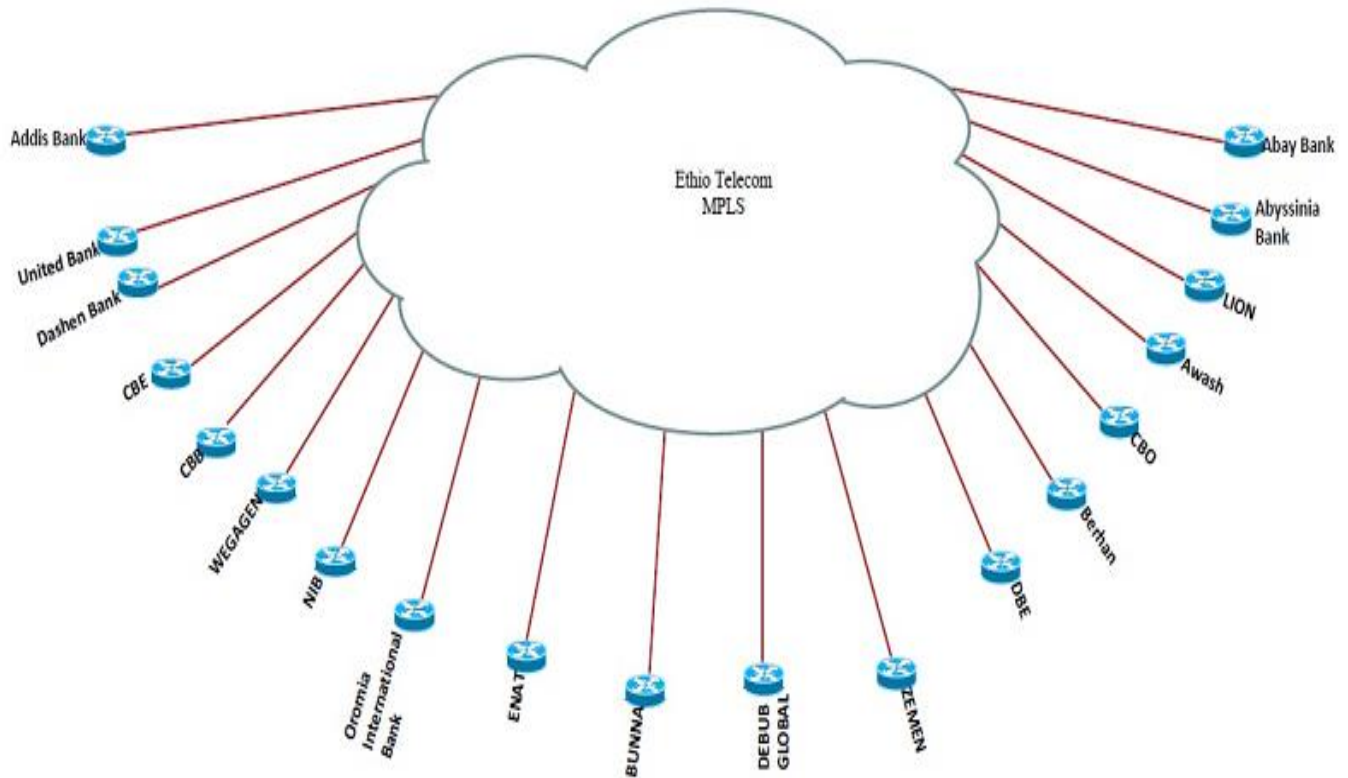 Ethio Telecom
MPLS
Addis Bank
United Bank
Dashen Bank
CBE
CBB
WEGAGEN
NIB
Oromia
International
Bank
ENAT
BUNNA
DEBUB
GLOBAL
ZEMEN
DBE
Berhan
CBO
Awash
LION
Abyssinia
Bank
Abay Bank